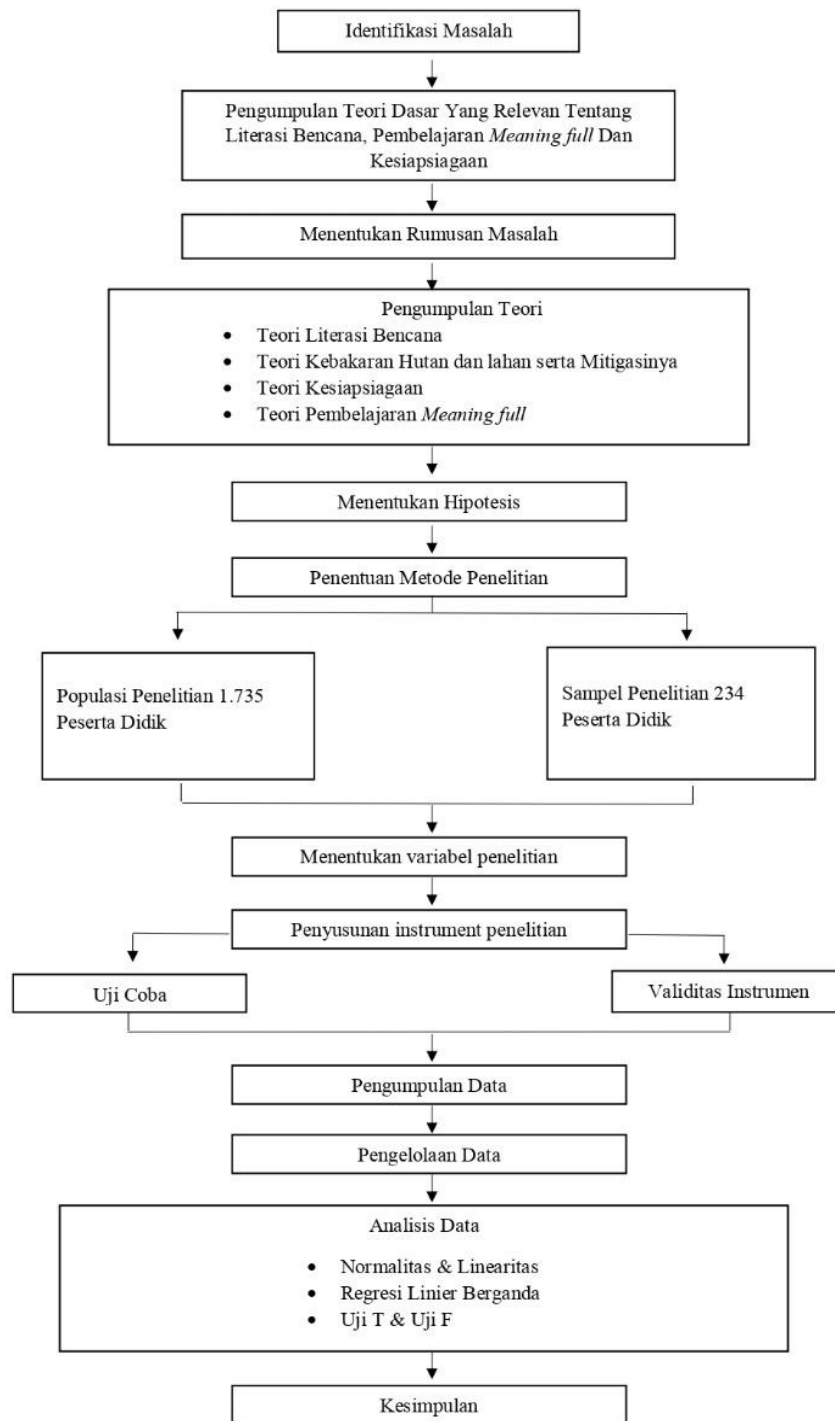 Identifikasi Masalah
Pengumpulan Teori Dasar Yang Relevan Tentang
Literasi Bencana, Pembelajaran Meaning full Dan
Kesiapsiagaan
Menentukan Rumusan Masalah
Pengumpulan Teori
• Teori Literasi Bencana
• Teori Kebakaran Hutan dan lahan serta Mitigasinya
• Teori Kesiapsiagaan
• Teori Pembelajaran Meaning full
Menentukan Hipotesis
Penentuan Metode Penelitian
Populasi Penelitian 1.735
Peserta Didik
Sampel Penelitian 234
Peserta Didik
Menentukan variabel penelitian
Penyusunan instrument penelitian
Uji Coba
Validitas Instrumen
Pengumpulan Data
Pengelolaan Data
Analisis Data
• Normalitas & Linearitas
• Regresi Linier Berganda
• Uji T & Uji F
Kesimpulan